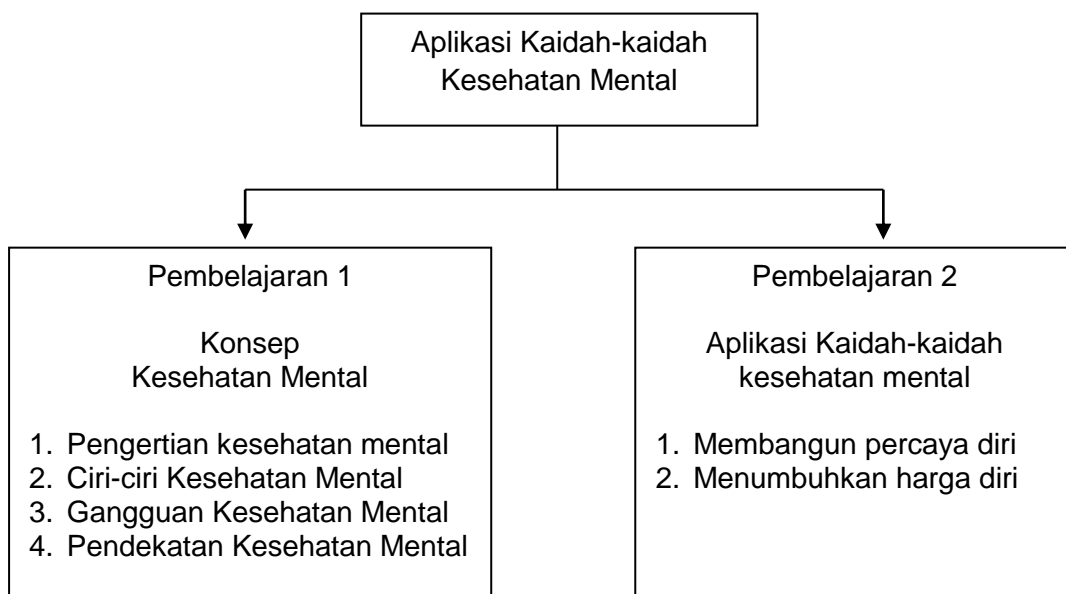 Aplikasi Kaidah-kaidah
Kesehatan Mental
Pembelajaran 1
Konsep
Kesehatan Mental
1. Pengertian kesehatan mental
2. Ciri-ciri Kesehatan Mental
3. Gangguan Kesehatan Mental
4. Pendekatan Kesehatan Mental
Pembelajaran 2
Aplikasi Kaidah-kaidah
kesehatan mental
1. Membangun percaya diri
2. Menumbuhkan harga diri